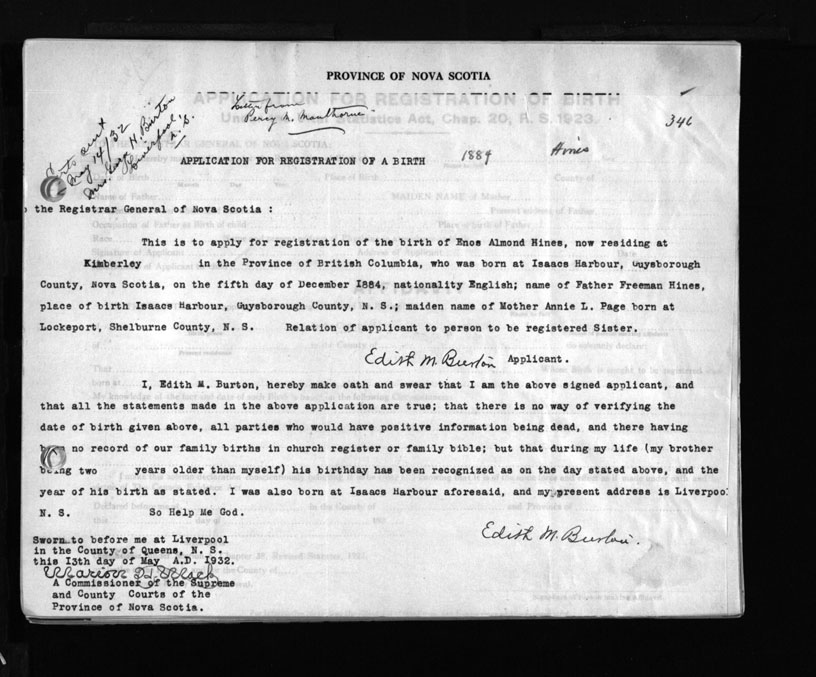 PROVINCE OF NOVA SCOTIA
APPLICATION FOR REGISTRATION OF BIRTH
Statistics Act, Chap. 20, R. S. 1923.
Letter from
Percy
346
May 14/32
Mrs. H. Burton
Liverpool,
N. S.
APPLICATION FOR REGISTRATION OF A BIRTH 1884 Hines
the Registrar General of Nova Scotia :
This is to apply for registration of the birth of Enos Almond Hines, now residing at
Kimberley in the Province of British Columbia, who was born at Isaacs Harbour, Guysborough
County, Nova Scotia, on the fifth day of December 1884, nationality English; name of Father Freeman Hines,
place of birth Isaacs Harbour, Guysborough County, N. S.; maiden name of Mother Annie L. Page born at
Lockeport, Shelburne County, N. S. Relation of applicant to person to be registered Sister.
Edith M. Burton Applicant.
I, Edith M. Burton, hereby make oath and swear that I am the above signed applicant, and
that all the statements made in the above application are true; that there is no way of verifying the
date of birth given above, all parties who would have positive information being dead, and there having
no record of our family births in church register or family bible; but that during my life (my brother
being two years older than myself) his birthday has been recognized as on the day stated above, and the
year of his birth as stated. I was also born at Isaacs Harbour aforesaid, and my present address is Liverpool
N. S. So Help Me God.
Edith M. Burton.
Sworn to before me at Liverpool
in the County of Queens, N. S.
this 13th day of May A.D. 1932.
A Commissioner of the Supreme
and County Courts of the
Province of Nova Scotia.